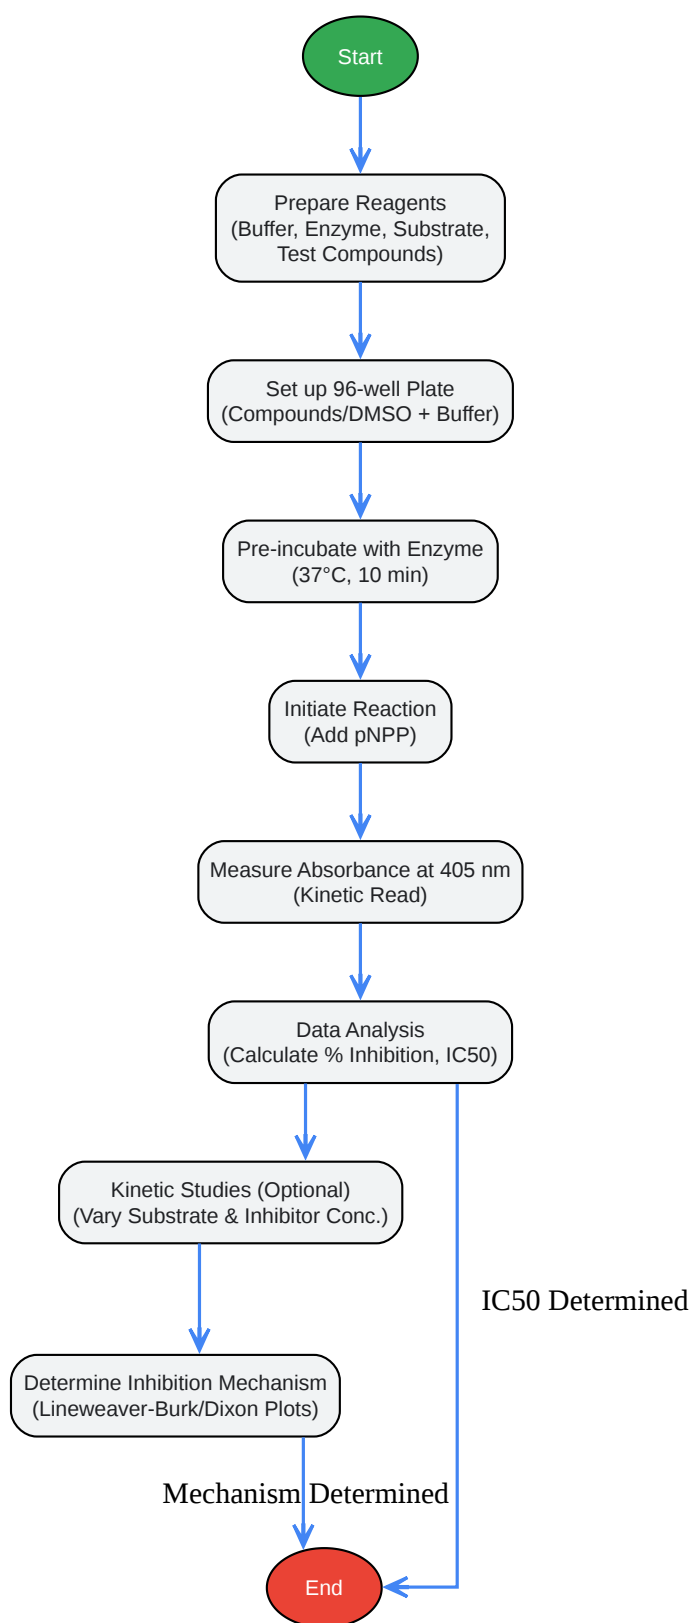 Start
Prepare Reagents
(Buffer, Enzyme, Substrate,
Test Compounds)
Set up 96-well Plate
(Compounds/DMSO + Buffer)
Pre-incubate with Enzyme
(37°C, 10 min)
Initiate Reaction
(Add pNPP)
Measure Absorbance at 405 nm
(Kinetic Read)
Data Analysis
(Calculate % Inhibition, IC50)
Kinetic Studies (Optional)
(Vary Substrate & Inhibitor Conc.)
IC50 Determined
Determine Inhibition Mechanism
(Lineweaver-Burk/Dixon Plots)
Mechanism Determined
End